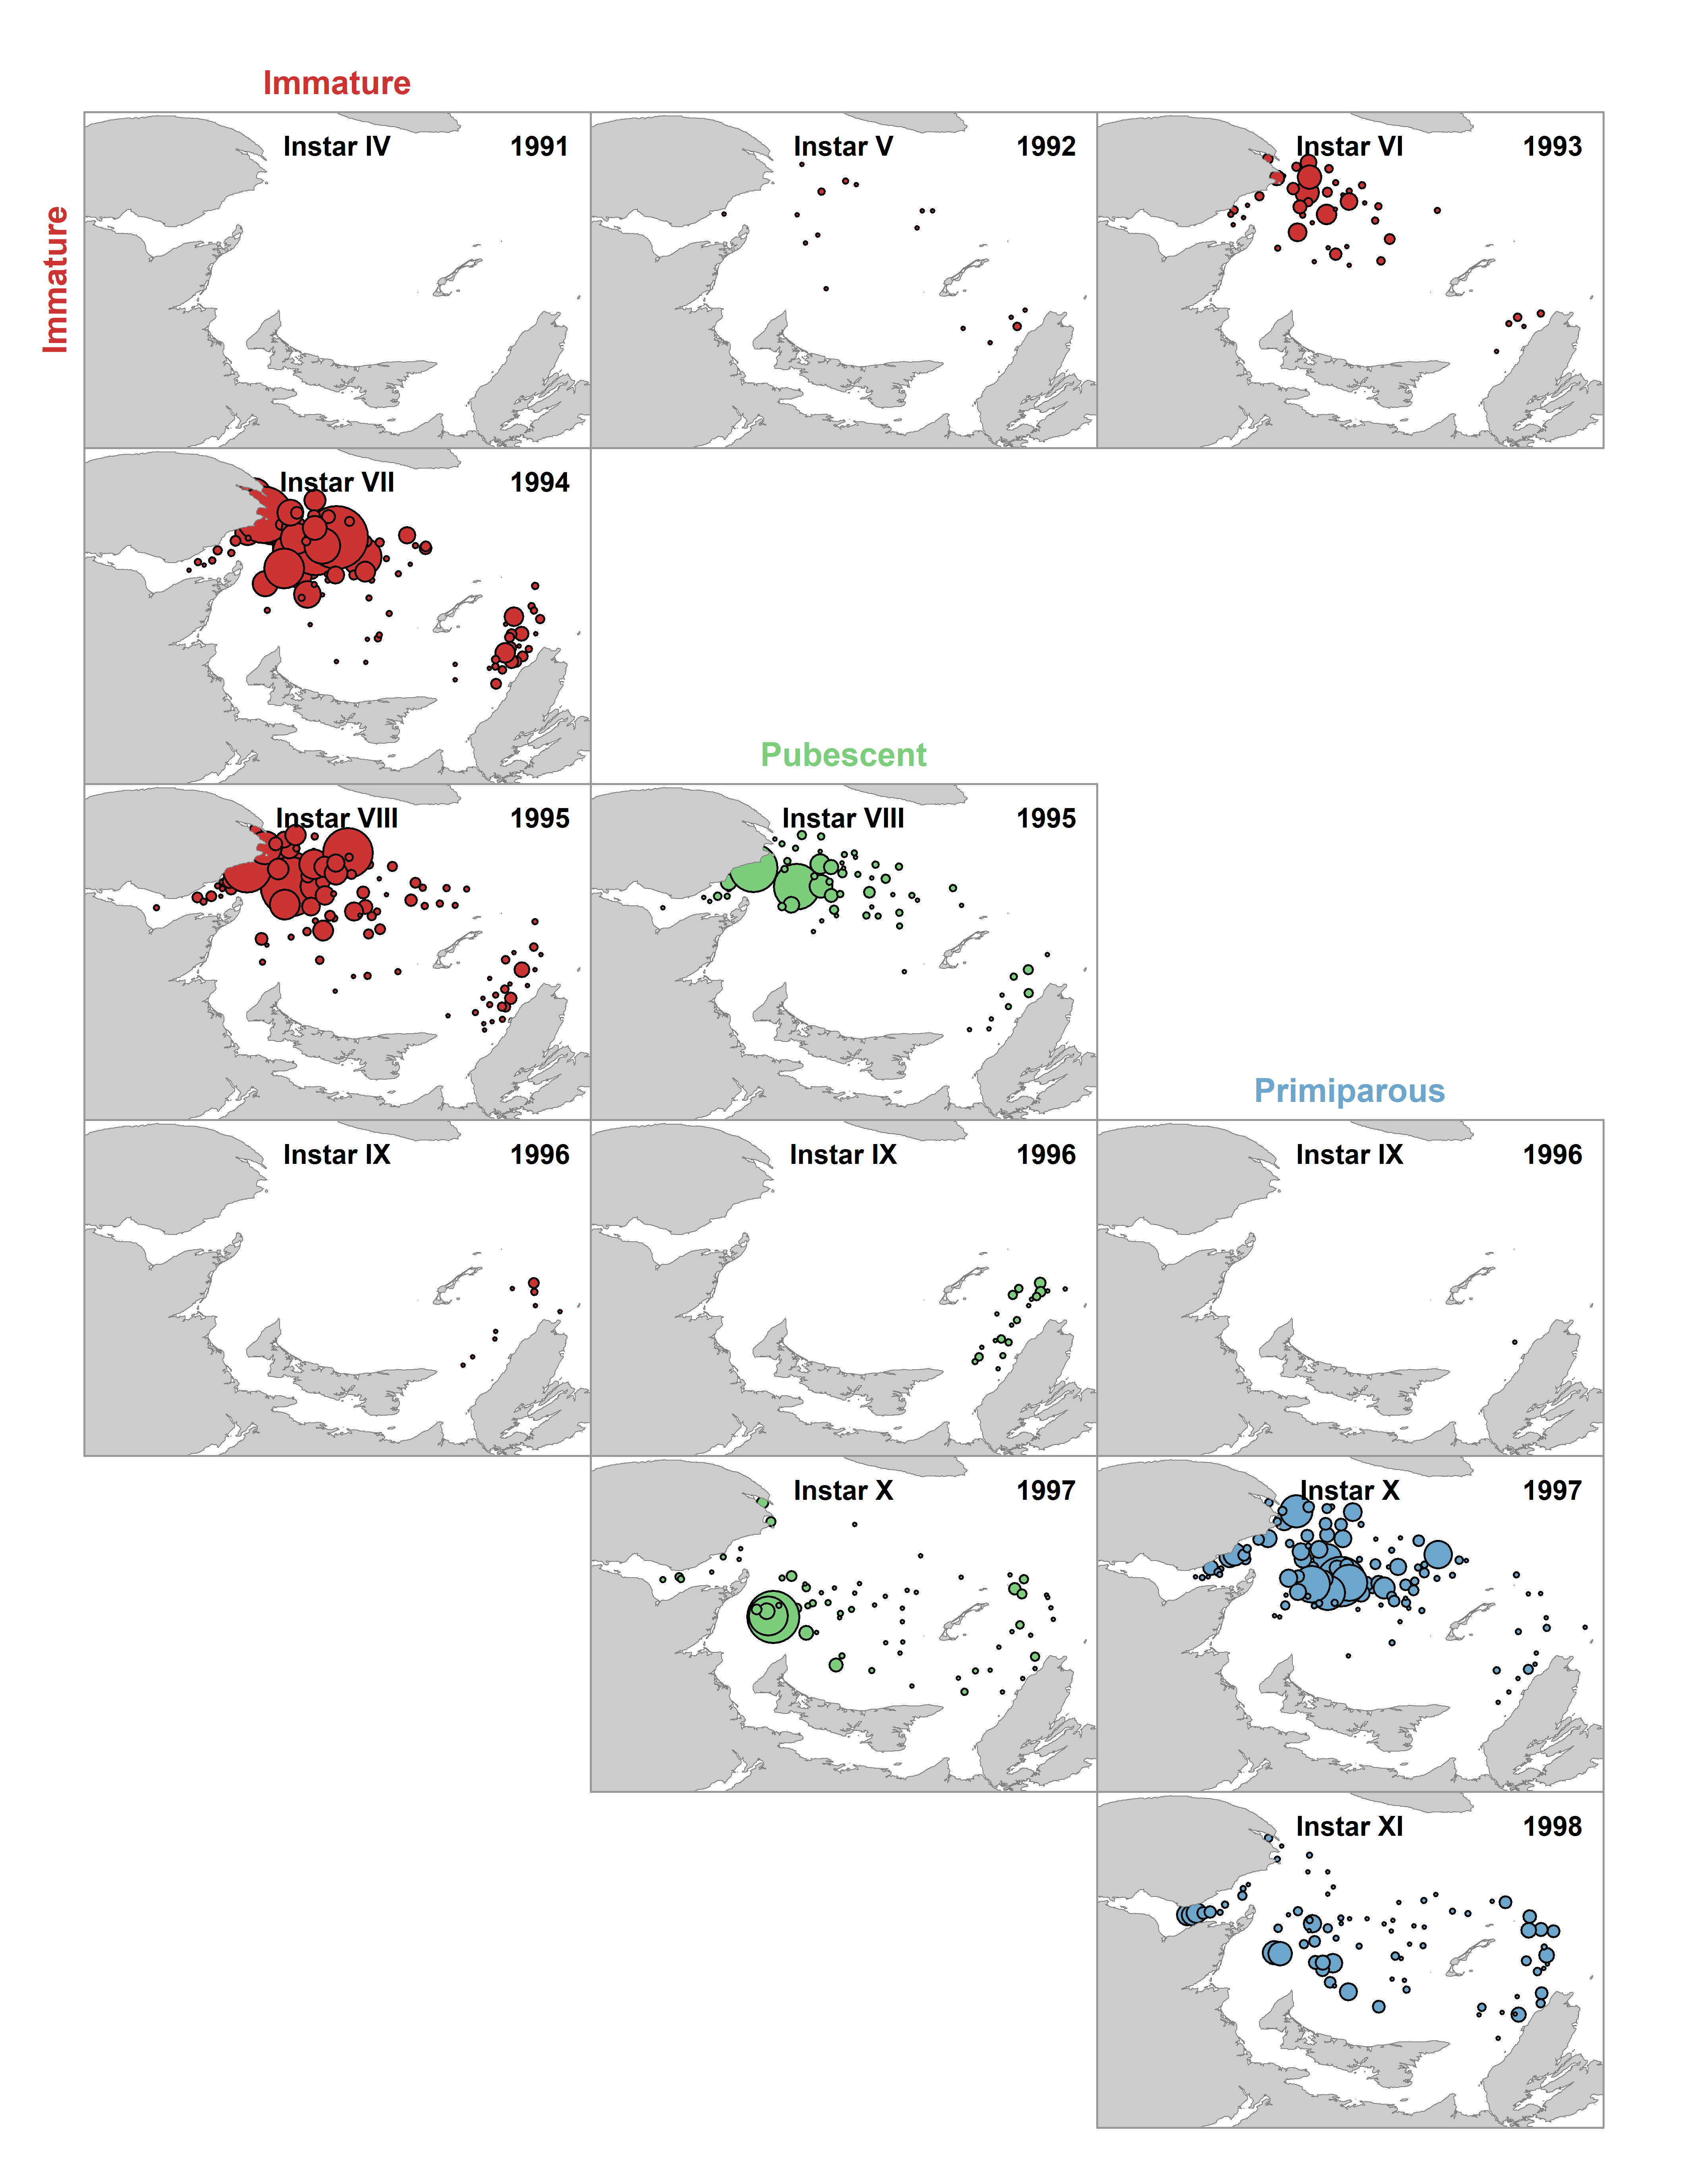 Immature
Immature
Instar IV 1991
Instar V 1992
Instar VI 1993
Instar VII 1994
Pubescent
Instar VIII 1995
Instar VIII 1995
Primiparous
Instar IX 1996
Instar IX 1996
Instar IX 1996
Instar X 1997
Instar X 1997
Instar XI 1998